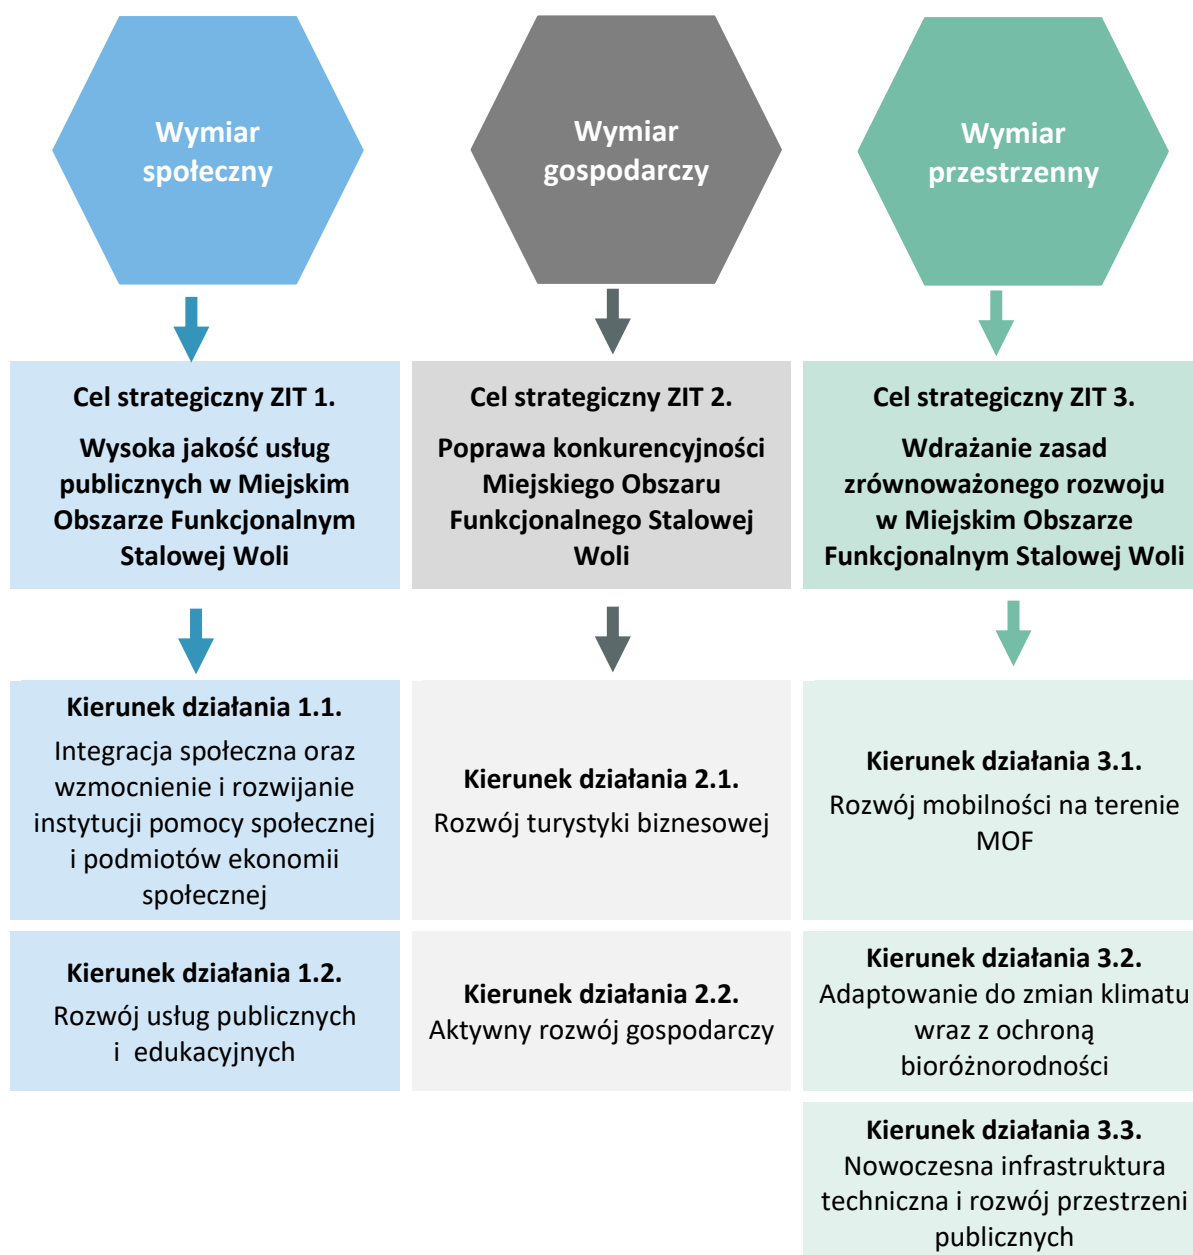 Wymiar
społeczny
Wymiar
gospodarczy
Wymiar
przestrzenny
Cel strategiczny ZIT 1.
Wysoka jakość usług
publicznych w Miejskim
Obszarze Funkcjonalnym
Stalowej Woli
Cel strategiczny ZIT 2.
Poprawa konkurencyjności
Miejskiego Obszaru
Funkcjonalnego Stalowej
Woli
Cel strategiczny ZIT 3.
Wdrażanie zasad
zrównoważonego rozwoju
w Miejskim Obszarze
Funkcjonalnym Stalowej Woli
Kierunek działania 1.1.
Integracja społeczna oraz
wzmocnienie i rozwijanie
instytucji pomocy społecznej
i podmiotów ekonomii
społecznej
Kierunek działania 2.1.
Rozwój turystyki biznesowej
Kierunek działania 3.1.
Rozwój mobilności na terenie
MOF
Kierunek działania 1.2.
Rozwój usług publicznych
i  edukacyjnych
Kierunek działania 2.2.
Aktywny rozwój gospodarczy
Kierunek działania 3.2.
Adaptowanie do zmian klimatu
wraz z ochroną
bioróżnorodności
Kierunek działania 3.3.
Nowoczesna infrastruktura
techniczna i rozwój przestrzeni
publicznych